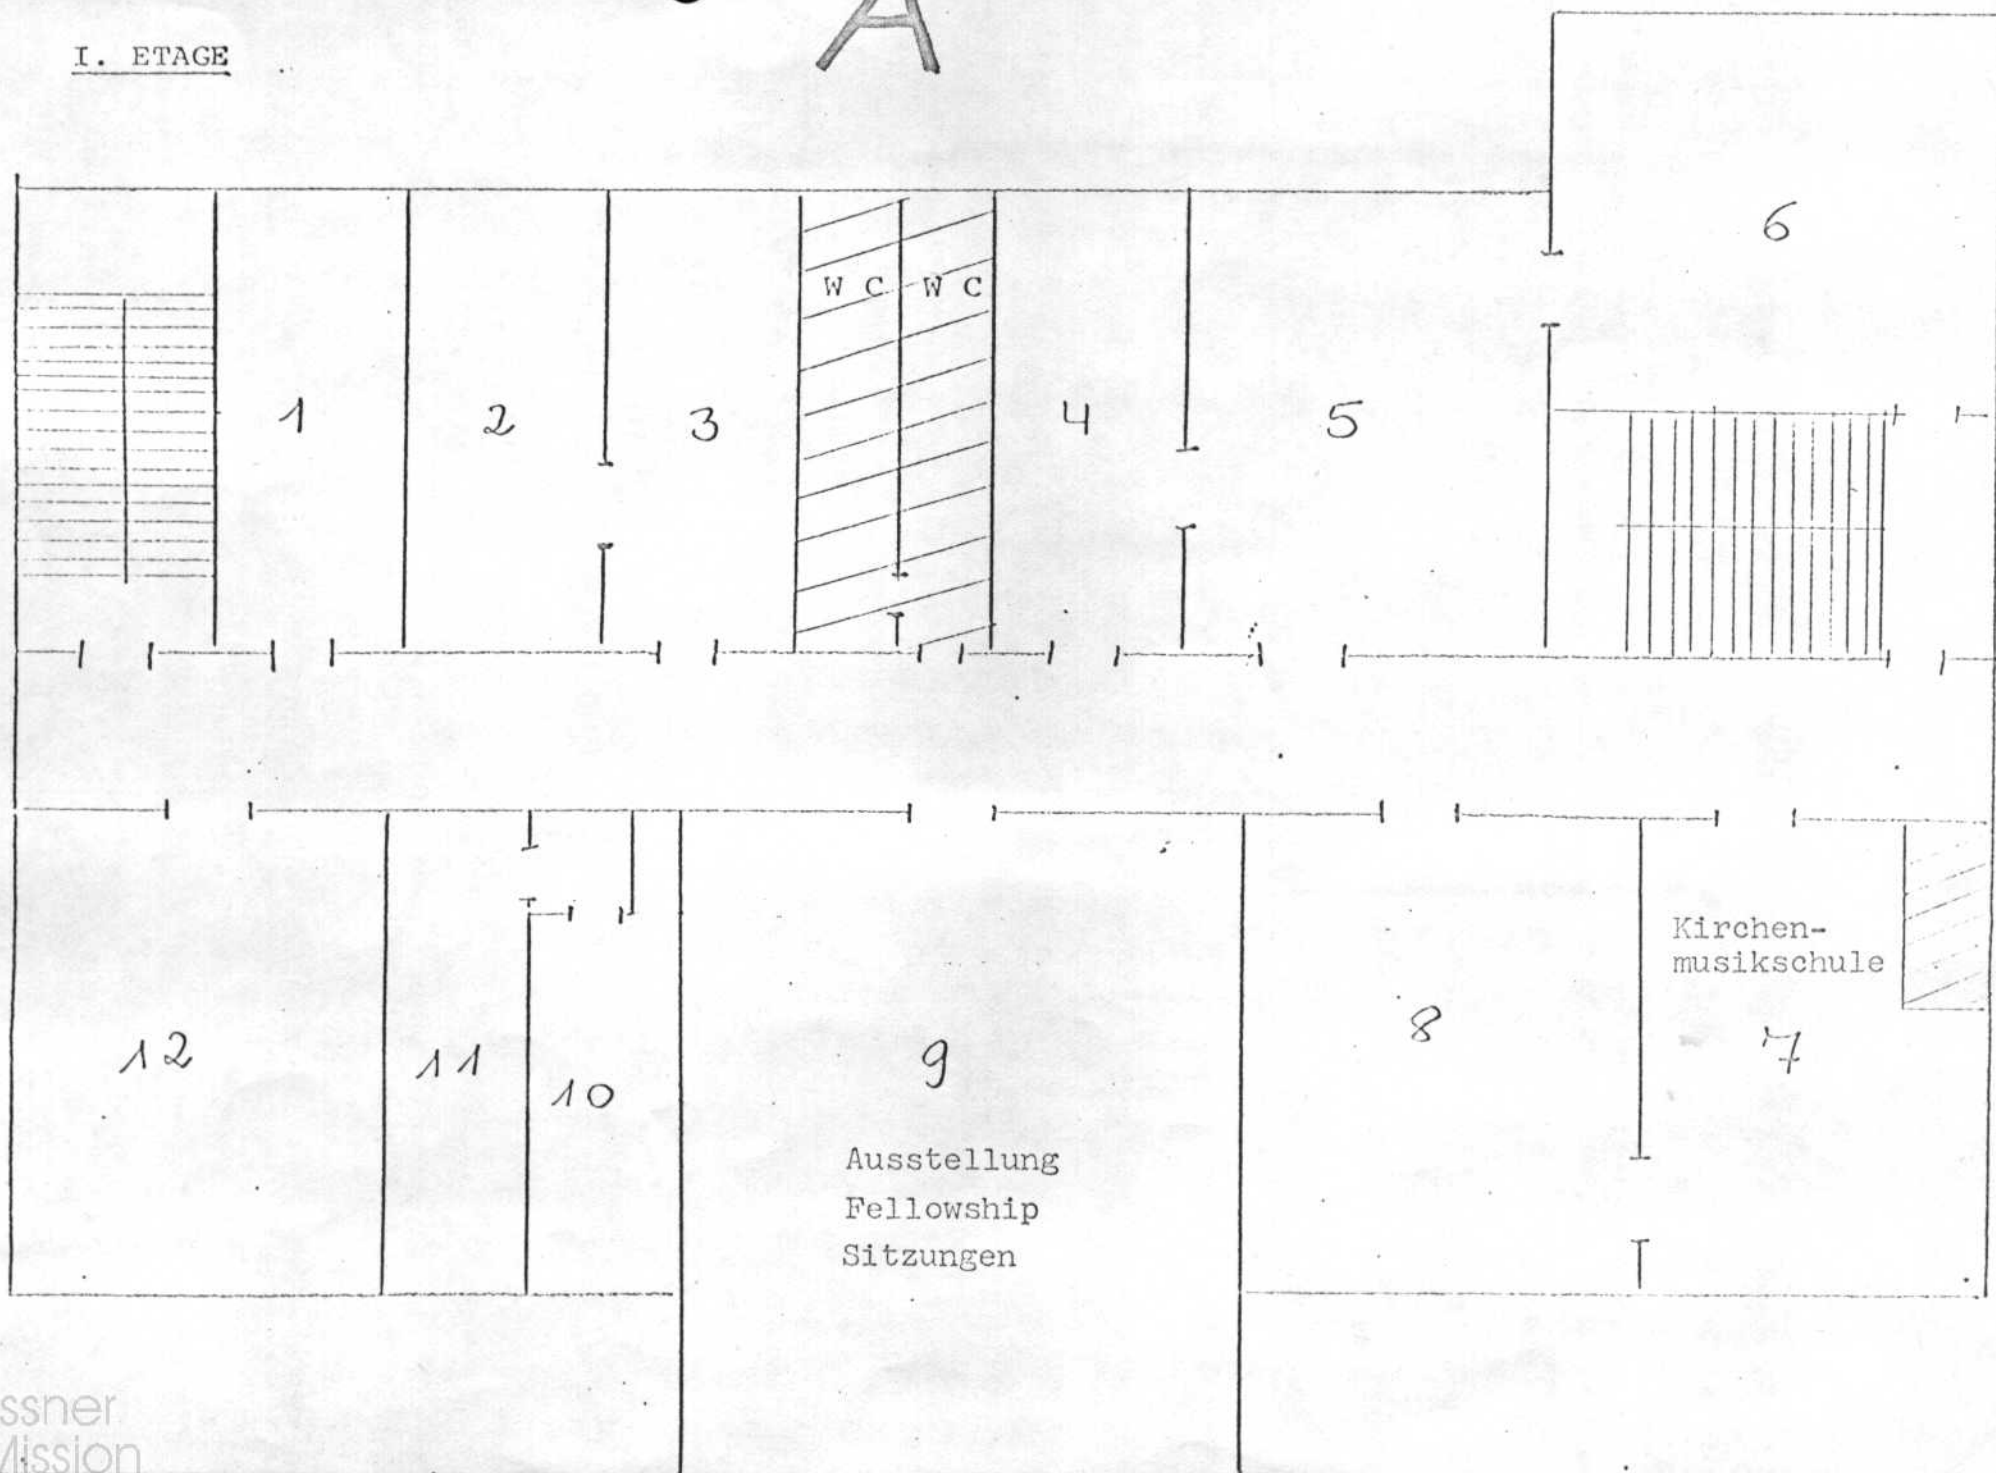 A
I. ETAGE
6
W C W C
1 2 3 4 5
Kirchen-
musikschule
8 7
12 11 10 9
Ausstellung
Fellowship
Sitzungen
ssner
Mission